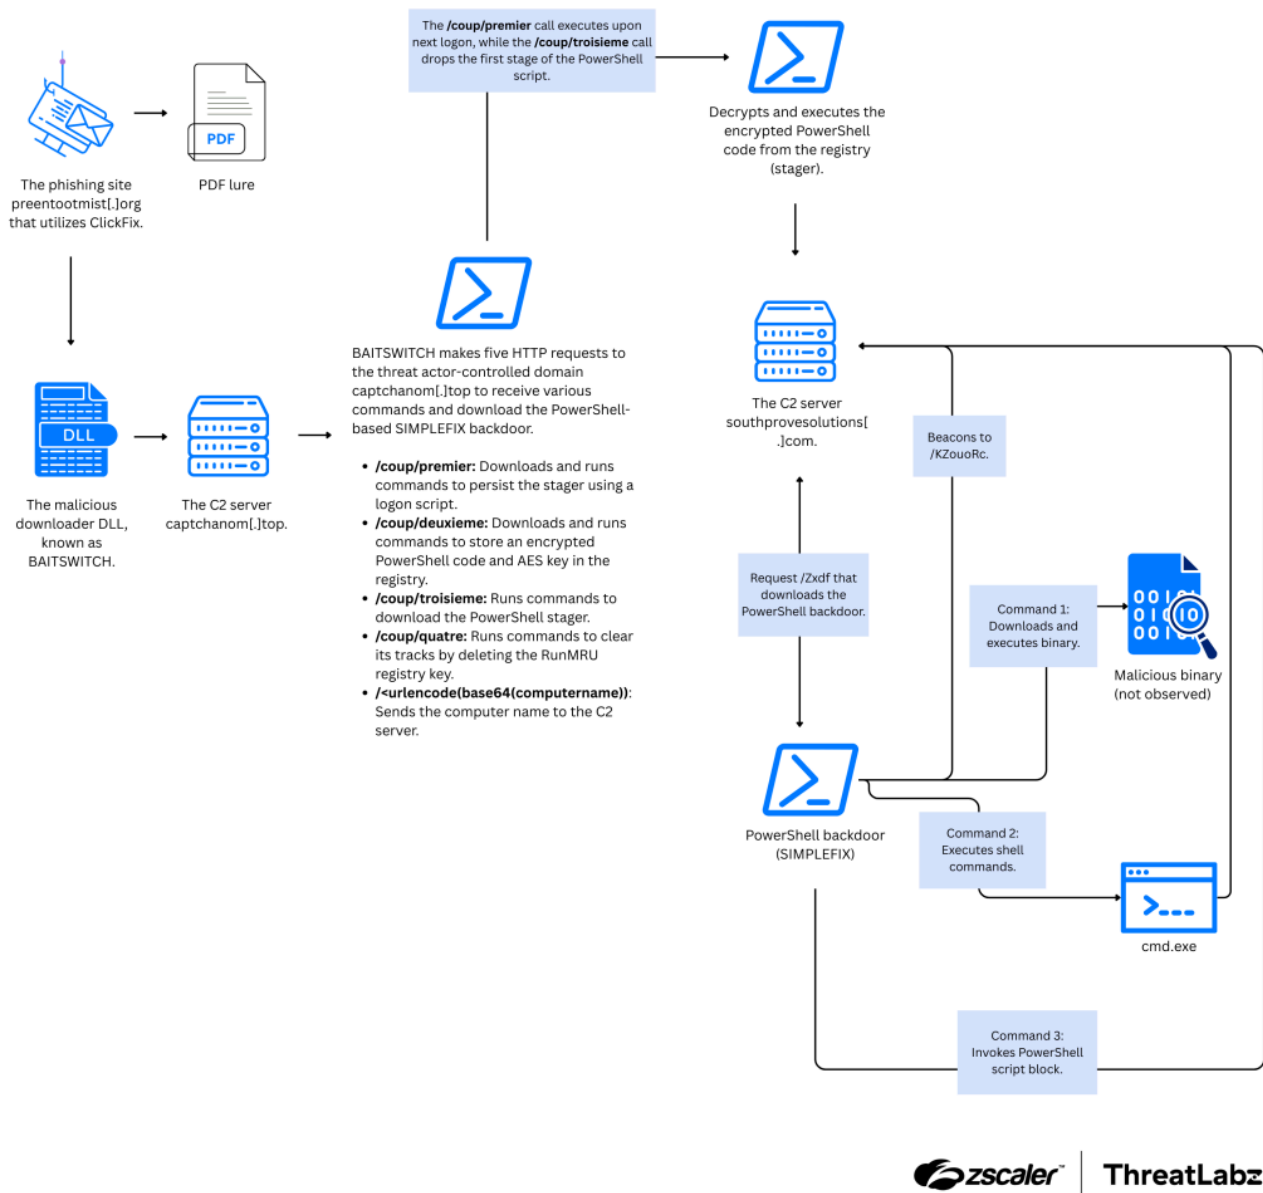 The /coup/premier call executes upon
next logon, while the /coup/troisieme call
drops the first stage of the PowerShell
script.
PDF
The phishing site
preentootmist[.]org
that utilizes ClickFix.
PDF lure
Decrypts and executes the
encrypted PowerShell
code from the registry
(stager).
DLL
The malicious
downloader DLL,
known as
BAITSWITCH.
The C2 server
captchanom[.]top.
BAITSWITCH makes five HTTP requests to
the threat actor-controlled domain
captchanom[.]top to receive various
commands and download the PowerShell-
based SIMPLEFIX backdoor.
• /coup/premier: Downloads and runs
commands to persist the stager using a
logon script.
• /coup/deuxieme: Downloads and runs
commands to store an encrypted
PowerShell code and AES key in the
registry.
• /coup/troisieme: Runs commands to
download the PowerShell stager.
• /coup/quatre: Runs commands to clear
its tracks by deleting the RunMRU
registry key.
• /<urlencode(base64(computername)):
Sends the computer name to the C2
server.
The C2 server
southprovesolutions[
.]com.
Beacons to
/KZouoRc.
Request /Zxdf that
downloads the
PowerShell backdoor.
Command 1:
Downloads and
executes binary.
Malicious binary
(not observed)
PowerShell backdoor
(SIMPLEFIX)
Command 2:
Executes shell
commands.
cmd.exe
Command 3:
Invokes PowerShell
script block.
zscaler™ | ThreatLabz